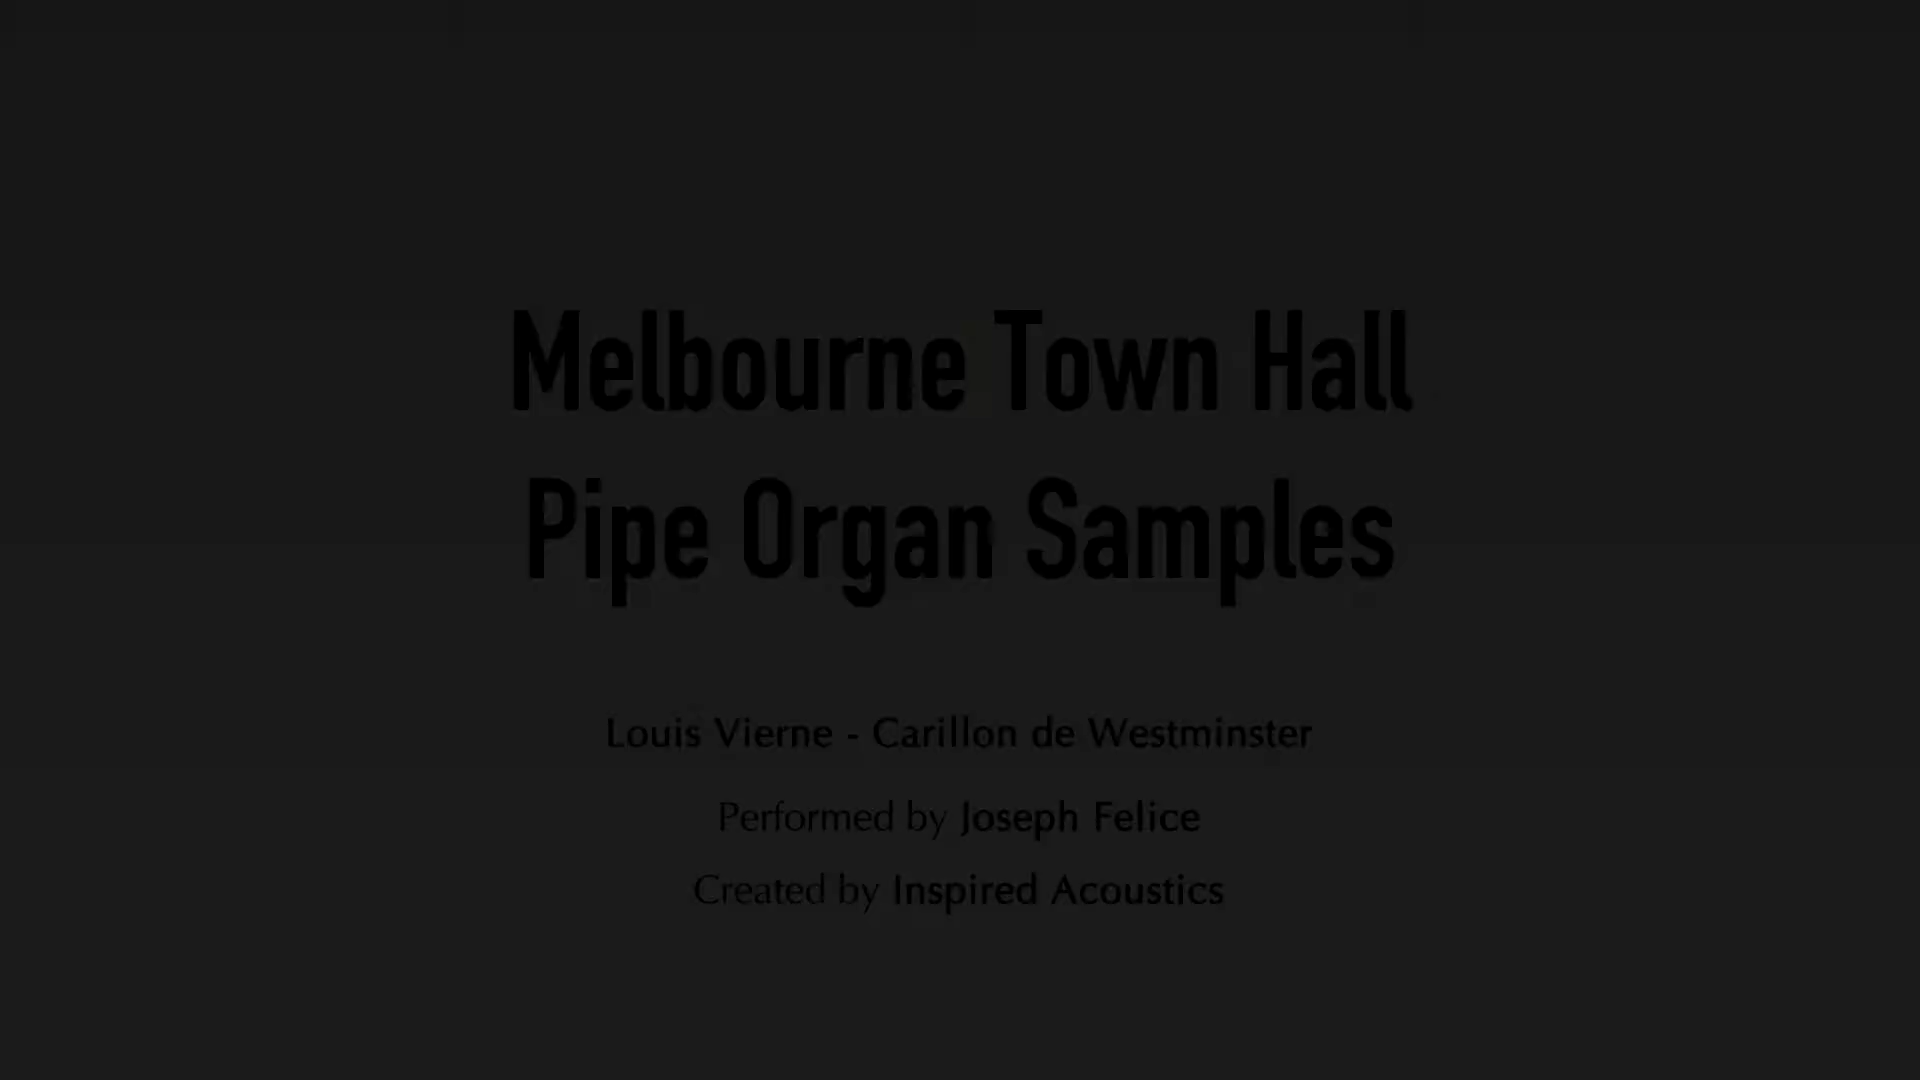 Melbourne Town Hall
Pipe Organ Samples
Louis Vierne - Carillon de Westminster
Performed by Joseph Felice
Created by Inspired Acoustics